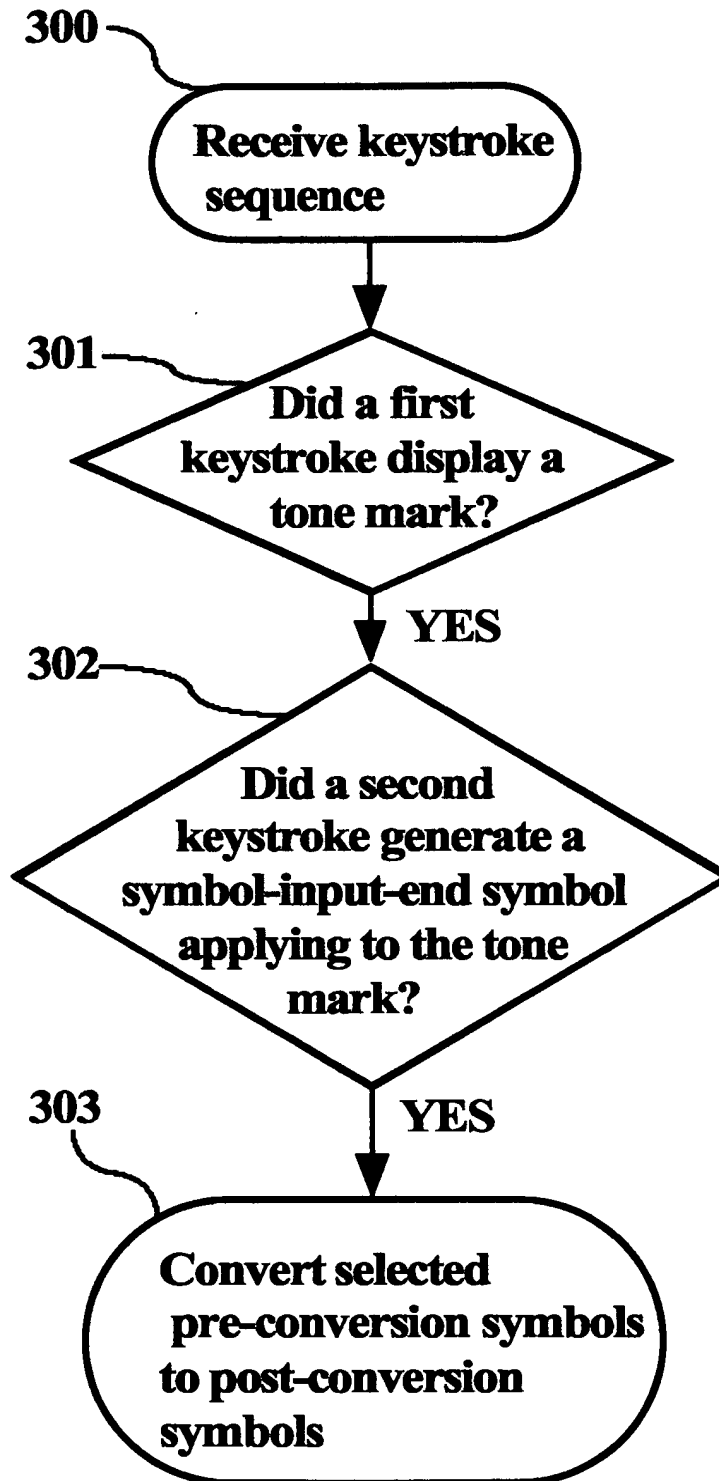 300
Receive keystroke
sequence
301
Did a first
keystroke display a
tone mark?
YES
302
Did a second
keystroke generate a
symbol-input-end symbol
applying to the tone
mark?
YES
303
Convert selected
pre-conversion symbols
to post-conversion
symbols